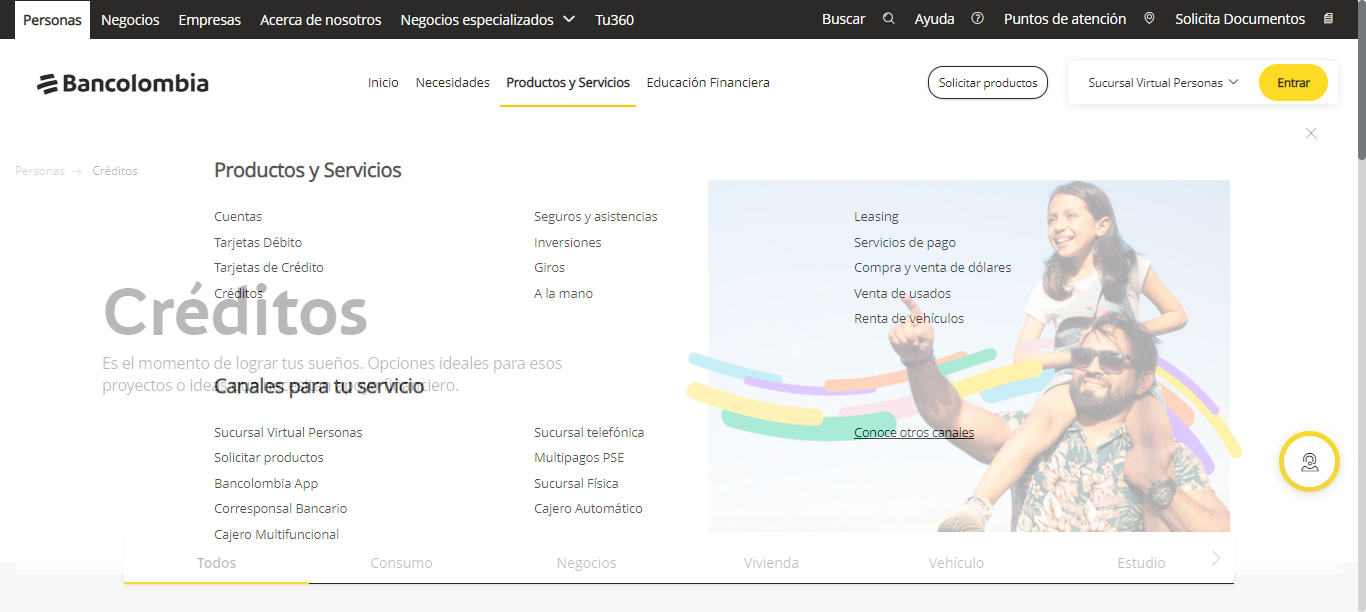 Personas Negocios Empresas Acerca de nosotros Negocios especializados Tu360 Buscar Ayuda Puntos de atención Solicita Documentos
Bancolombia Inicio Necesidades Productos y Servicios Educación Financiera Solicitar productos Sucursal Virtual Personas Entrar
Personas → Créditos
Productos y Servicios
Cuentas Seguros y asistencias Leasing
Tarjetas Débito Inversiones Servicios de pago
Tarjetas de Crédito Giros Compra y venta de dólares
Créditos A la mano Venta de usados
Renta de vehículos
Créditos
Es el momento de lograr tus sueños. Opciones ideales para esos
proyectos o ideas financiero.
Canales para tu servicio
Sucursal Virtual Personas Sucursal telefónica Conoce otros canales
Solicitar productos Multipagos PSE
Bancolombia App Sucursal Física
Corresponsal Bancario Cajero Automático
Cajero Multifuncional
Todos Consumo Negocios Vivienda Vehículo Estudio